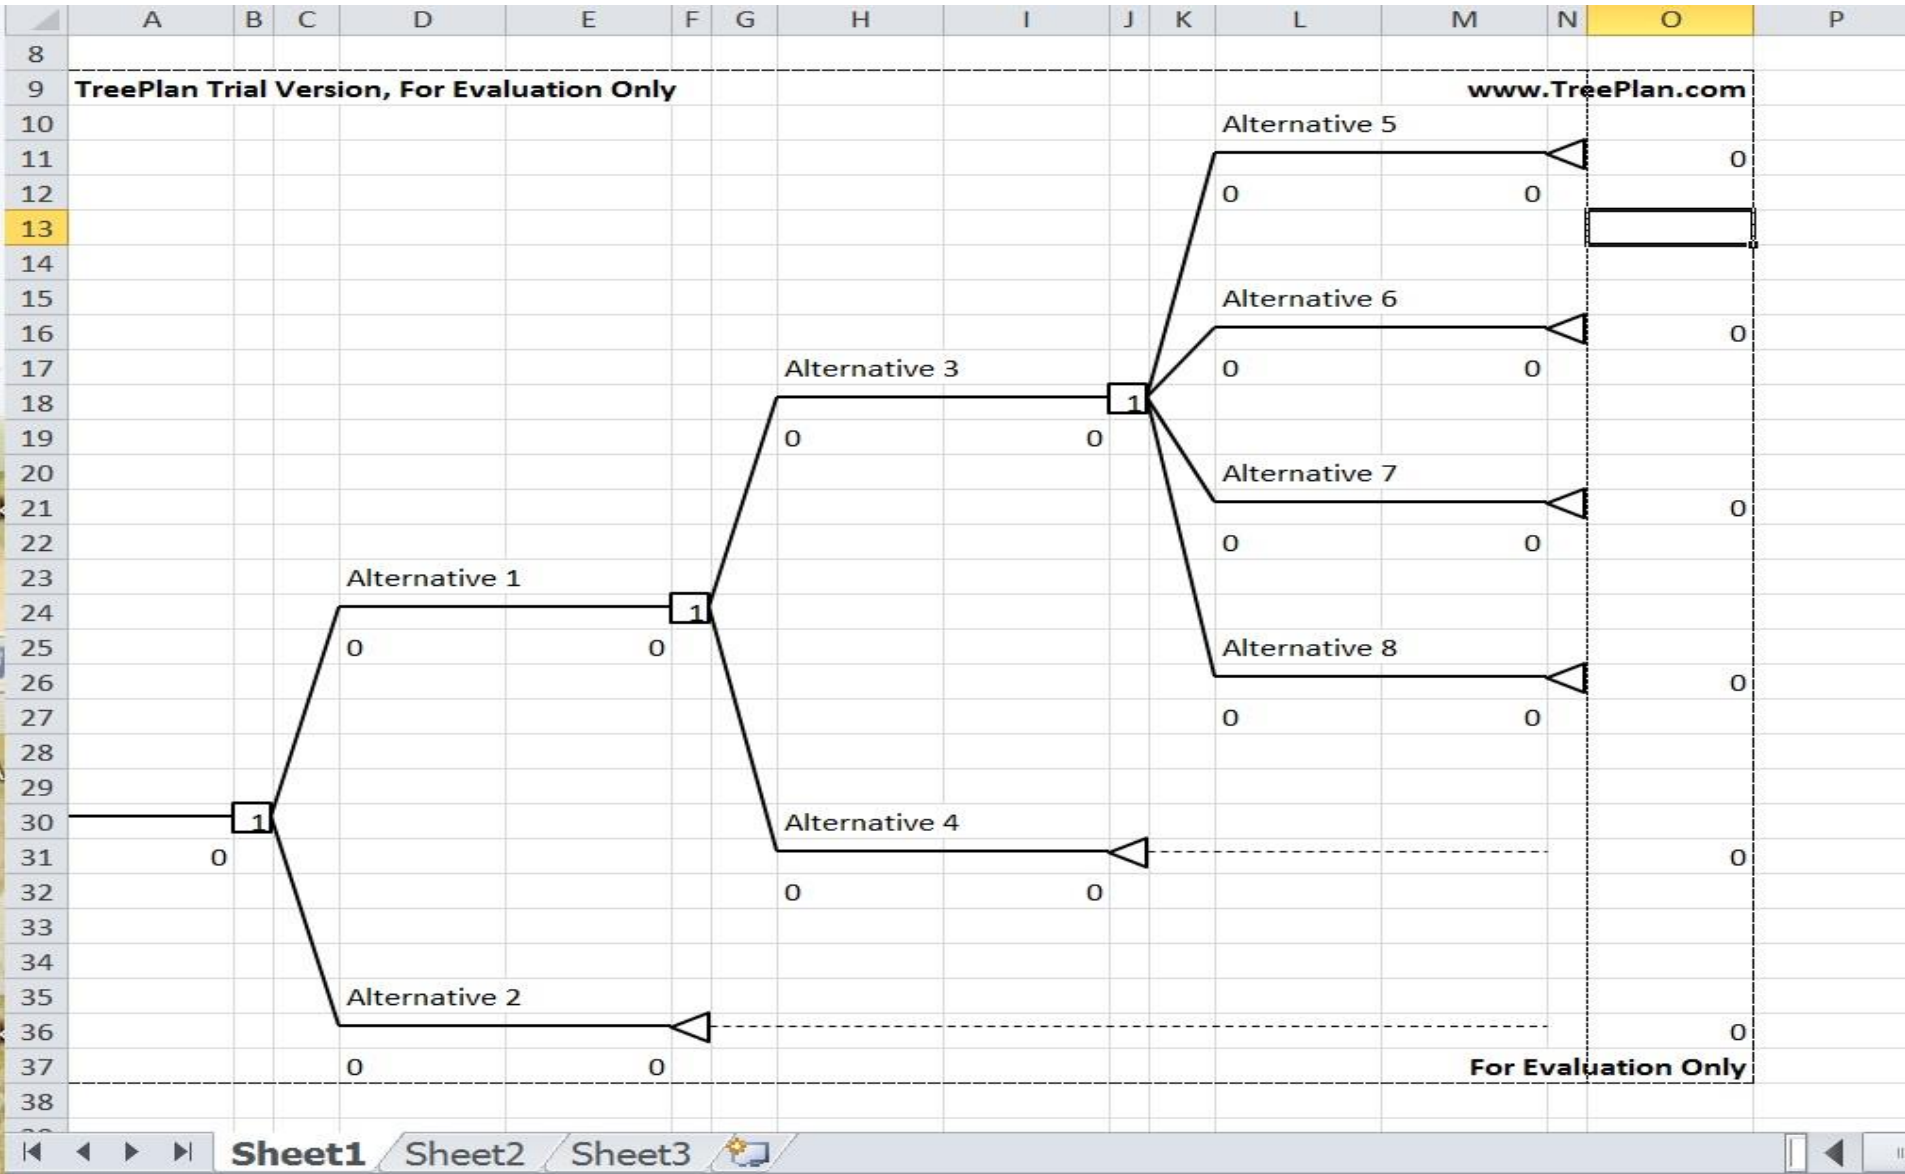 A B C D E F G H I J K L M N O P
8
9 TreePlan Trial Version, For Evaluation Only www.TreePlan.com
10 Alternative 5
11 0
12 0 0
13
14
15 Alternative 6
16 0
17 Alternative 3 0 0
18 1
19 0 0
20 Alternative 7
21 0
22 0 0
23 Alternative 1
24 1
25 0 0 Alternative 8
26 0
27 0 0
28
29
30 1 Alternative 4
31 0 0
32 0 0
33
34
35 Alternative 2
36 0
37 0 0 For Evaluation Only
38
Sheet1 Sheet2 Sheet3